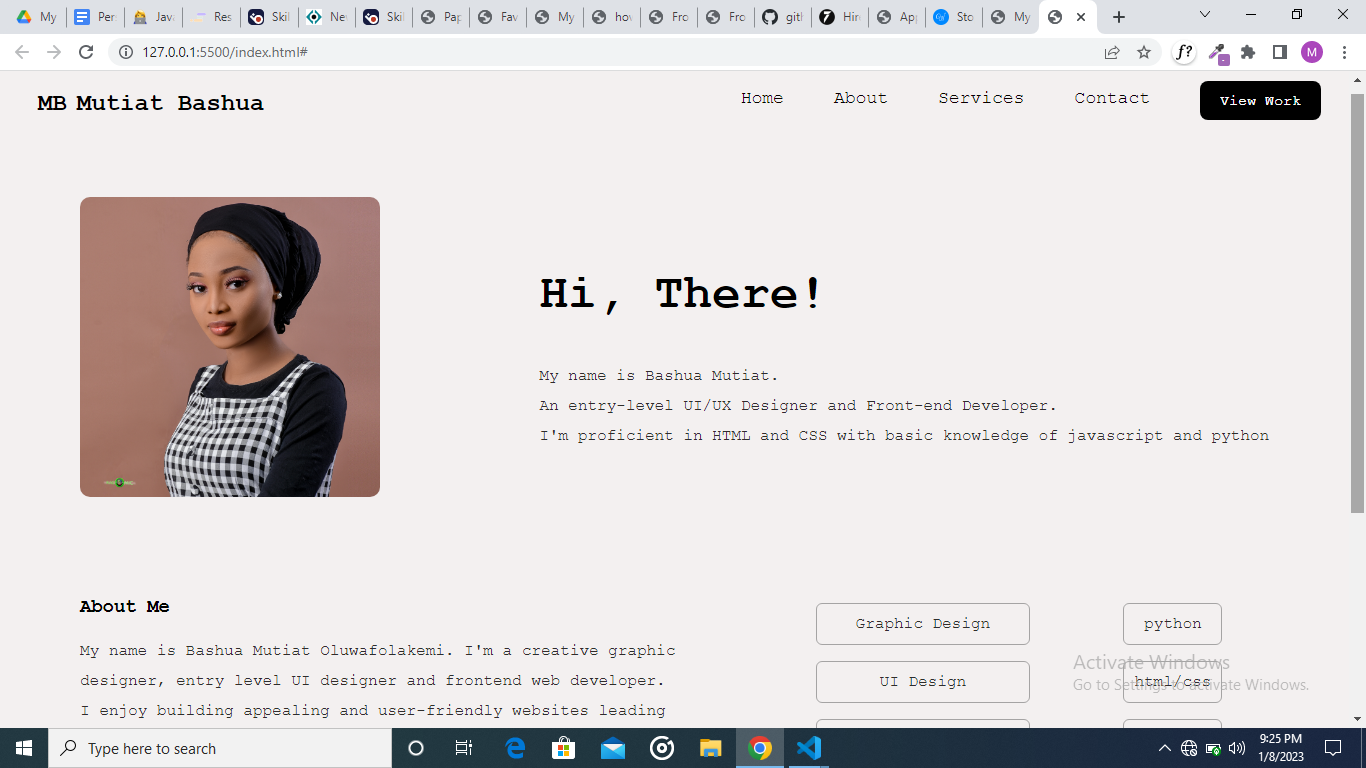 My
Per
Java
Res
Skil
Ne
Skil
Pap
Fav
My
hov
Fro
Fro
gith
Hire
App
Sto
My
127.0.0.1:5500/index.html#
f?
M
MB Mutiat Bashua
Home
About
Services
Contact
View Work
Hi, There!
My name is Bashua Mutiat.
An entry-level UI/UX Designer and Front-end Developer.
I'm proficient in HTML and CSS with basic knowledge of javascript and python
About Me
My name is Bashua Mutiat Oluwafolakemi. I'm a creative graphic
designer, entry level UI designer and frontend web developer.
I enjoy building appealing and user-friendly websites leading
Graphic Design
python
UI Design
html/css
Activate Windows
Go to Settings to activate Windows.
Type here to search
9:25 PM
1/8/2023